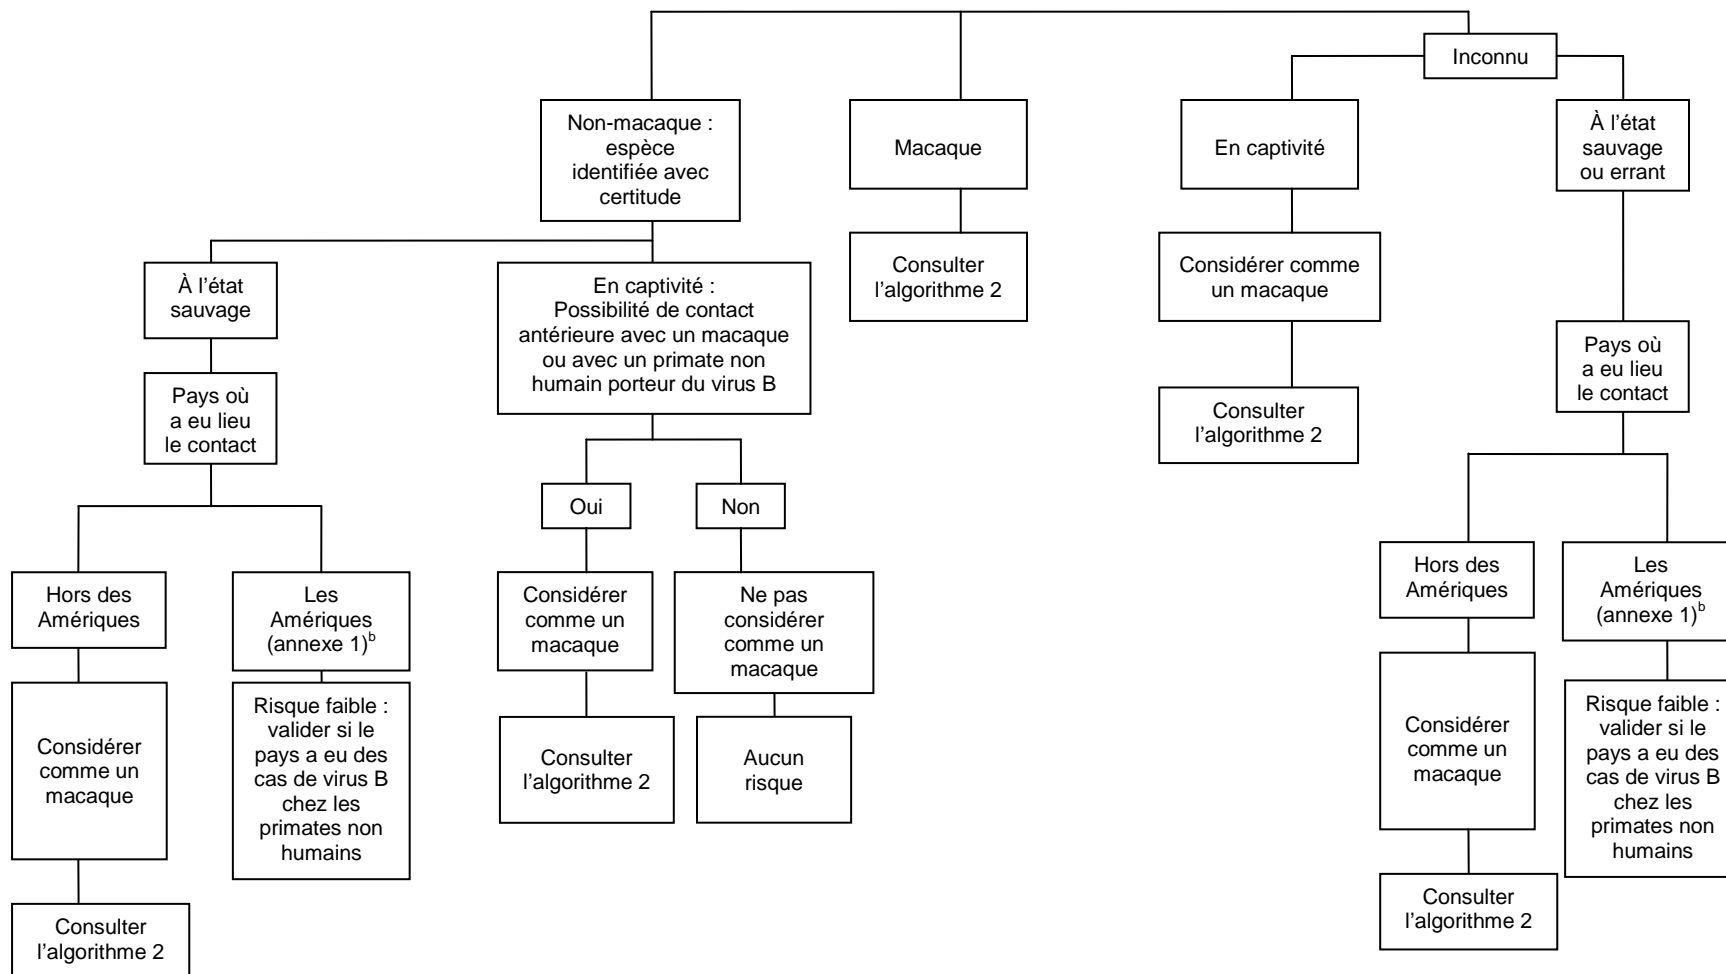 Inconnu
Non-macaque :
espèce
identifiée avec
certitude
Macaque
En captivité
À l'état
sauvage
ou errant
À l'état
sauvage
En captivité :
Possibilité de contact
antérieure avec un macaque
ou avec un primate non
humain porteur du virus B
Consulter
l'algorithme 2
Considérer comme
un macaque
Pays où
a eu lieu
le contact
Pays où
a eu lieu
le contact
Consulter
l'algorithme 2
Oui
Non
Hors des
Amériques
Les
Amériques
(annexe 1)b
Considérer
comme un
macaque
Ne pas
considérer
comme un
macaque
Hors des
Amériques
Les
Amériques
(annexe 1)b
Considérer
comme un
macaque
Risque faible :
valider si le
pays a eu des
cas de virus B
chez les
primates non
humains
Consulter
l'algorithme 2
Aucun
risque
Considérer
comme un
macaque
Risque faible :
valider si le
pays a eu des
cas de virus B
chez les
primates non
humains
Consulter
l'algorithme 2
Consulter
l'algorithme 2